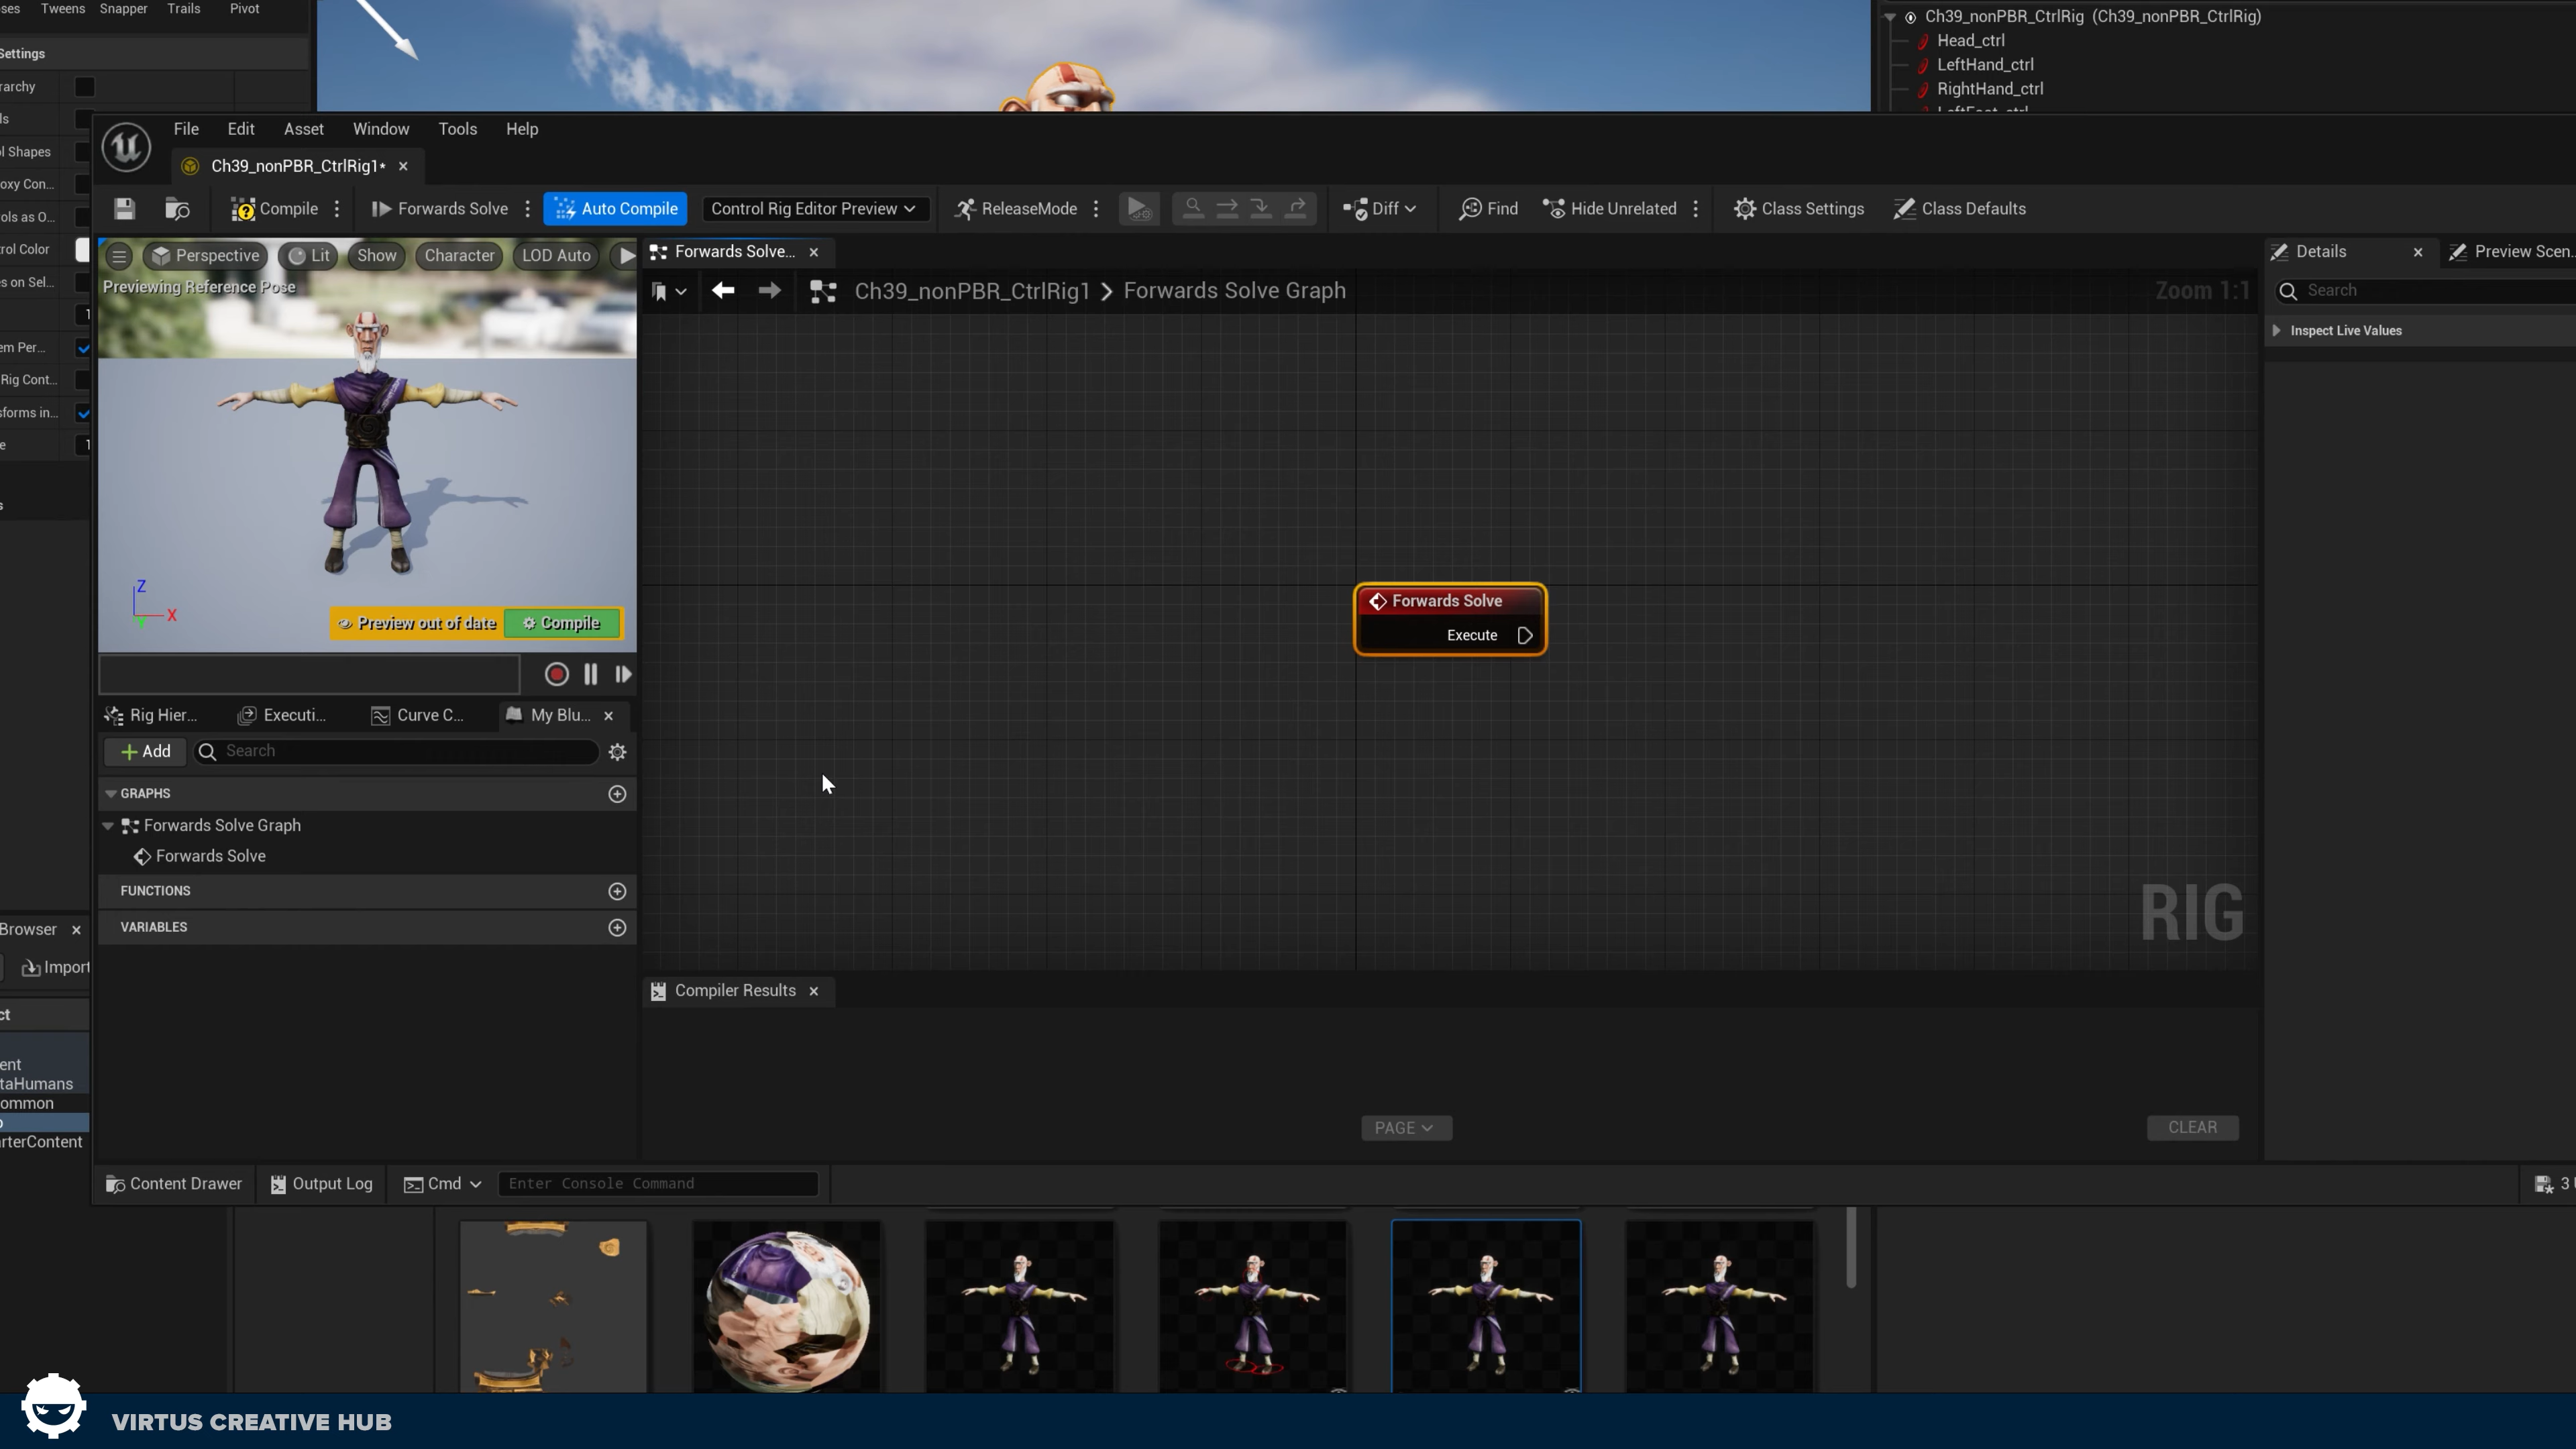 ses Tweens Snapper Trails Pivot
Settings
rarchy
ls
l Shapes
oxy Con...
ols as O...
trol Color
s on Sel...
em Per...
Rig Cont...
sforms in...
e
s
Ch39_nonPBR_CtrlRig (Ch39_nonPBR_CtrlRig)
Head_ctrl
LeftHand_ctrl
RightHand_ctrl
LeftFoot_ctrl
File Edit Asset Window Tools Help
Ch39_nonPBR_CtrlRig1*
Compile Forwards Solve Auto Compile Control Rig Editor Preview ReleaseMode Diff Find Hide Unrelated Class Settings Class Defaults
Perspective Lit Show Character LOD Auto
Previewing Reference Pose
Z
X
Y
Preview out of date Compile
Forwards Solve...
Ch39_nonPBR_CtrlRig1 > Forwards Solve Graph
Zoom 1:1
Forwards Solve
Execute
RIG
Details Preview Scen...
Search
Inspect Live Values
Rig Hier... Executi... Curve C... My Blu...
+ Add Search
GRAPHS
Forwards Solve Graph
Forwards Solve
FUNCTIONS
VARIABLES
Compiler Results
PAGE
CLEAR
Browser
Import
ct
ent
taHumans
ommon
rterContent
Content Drawer Output Log Cmd Enter Console Command
3
VIRTUS CREATIVE HUB